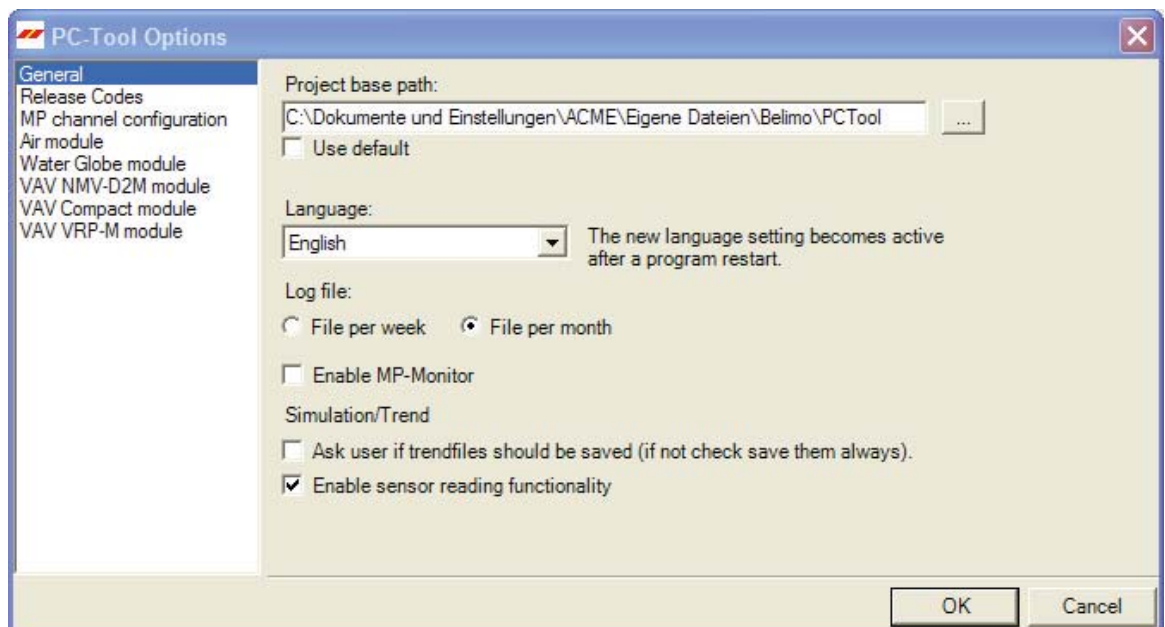 PC-Tool Options
General
Release Codes
MP channel configuration
Air module
Water Globe module
VAV NMV-D2M module
VAV Compact module
VAV VRP-M module
Project base path:
C:\Dokumente und Einstellungen\ACME\Eigene Dateien\Belimo\PCTool
...
Use default
Language:
English
The new language setting becomes active
after a program restart.
Log file:
File per week
File per month
Enable MP-Monitor
Simulation/Trend
Ask user if trendfiles should be saved (if not check save them always).
Enable sensor reading functionality
OK
Cancel